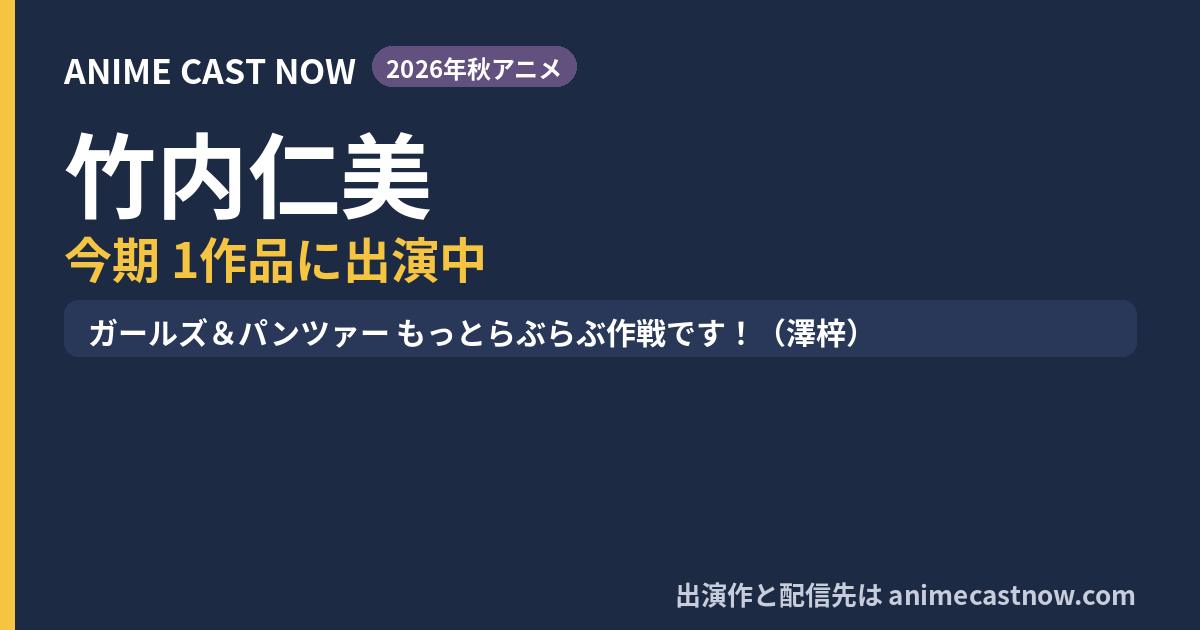 ANIME CAST NOW 2026年秋アニメ
竹内仁美
今期 1作品に出演中
ガールズ＆パンツァー もっとらぶらぶ作戦です！（澤梓）
出演作と配信先は animecastnow.com